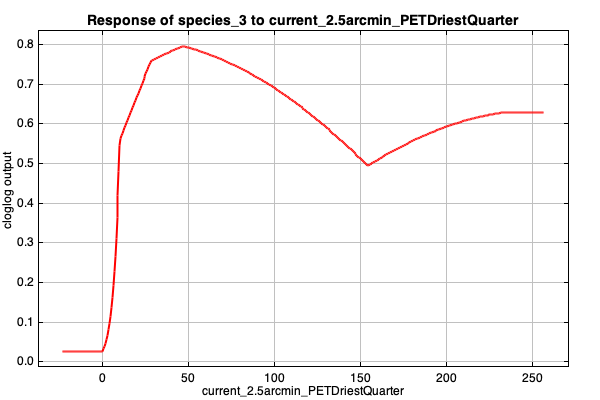 Response of species_3 to current_2.5arcmin_PETDriestQuarter
cloglog output
0.8
0.7
0.6
0.5
0.4
0.3
0.2
0.1
0.0
0 50 100 150 200 250
current_2.5arcmin_PETDriestQuarter